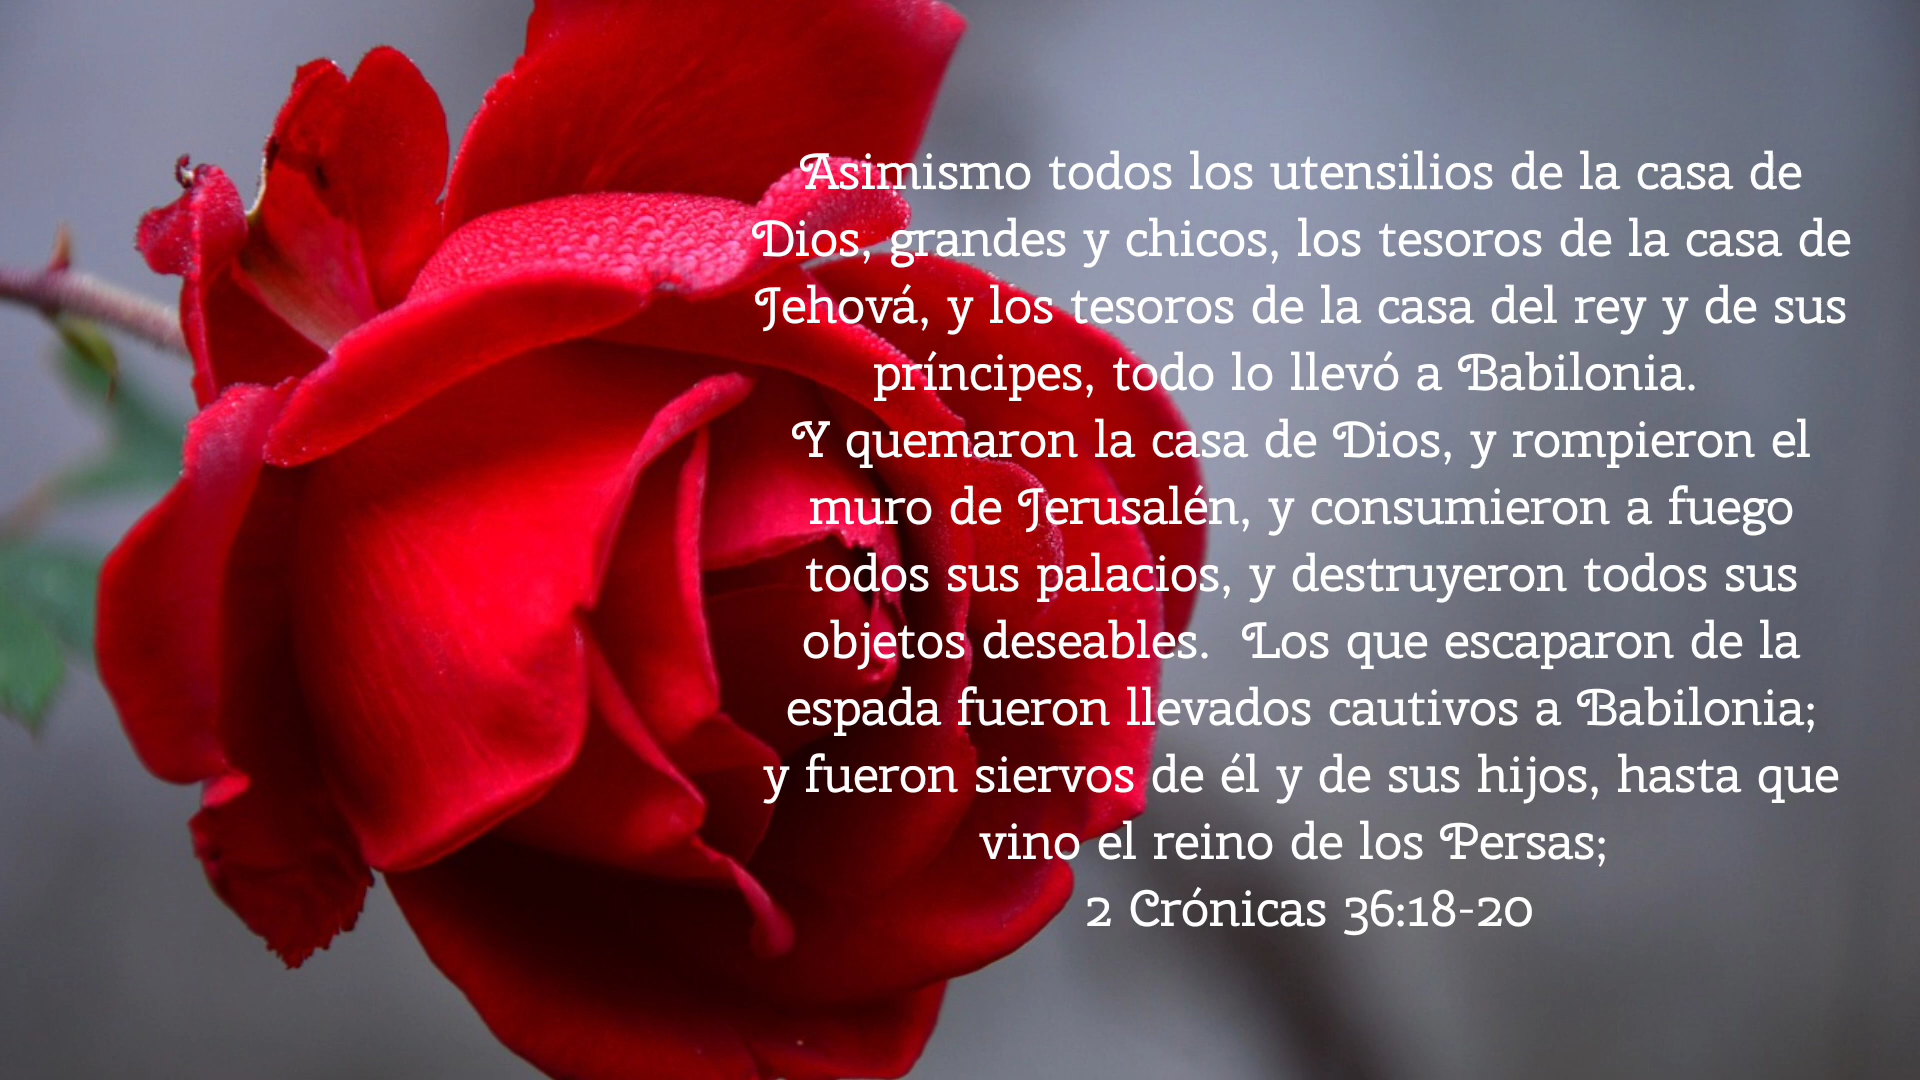 Asimismo todos los utensilios de la casa de
Dios, grandes y chicos, los tesoros de la casa de
Jehová, y los tesoros de la casa del rey y de sus
príncipes, todo lo llevó a Babilonia.
Y quemaron la casa de Dios, y rompieron el
muro de Jerusalén, y consumieron a fuego
todos sus palacios, y destruyeron todos sus
objetos deseables.  Los que escaparon de la
espada fueron llevados cautivos a Babilonia;
y fueron siervos de él y de sus hijos, hasta que
vino el reino de los Persas;
2 Crónicas 36:18-20